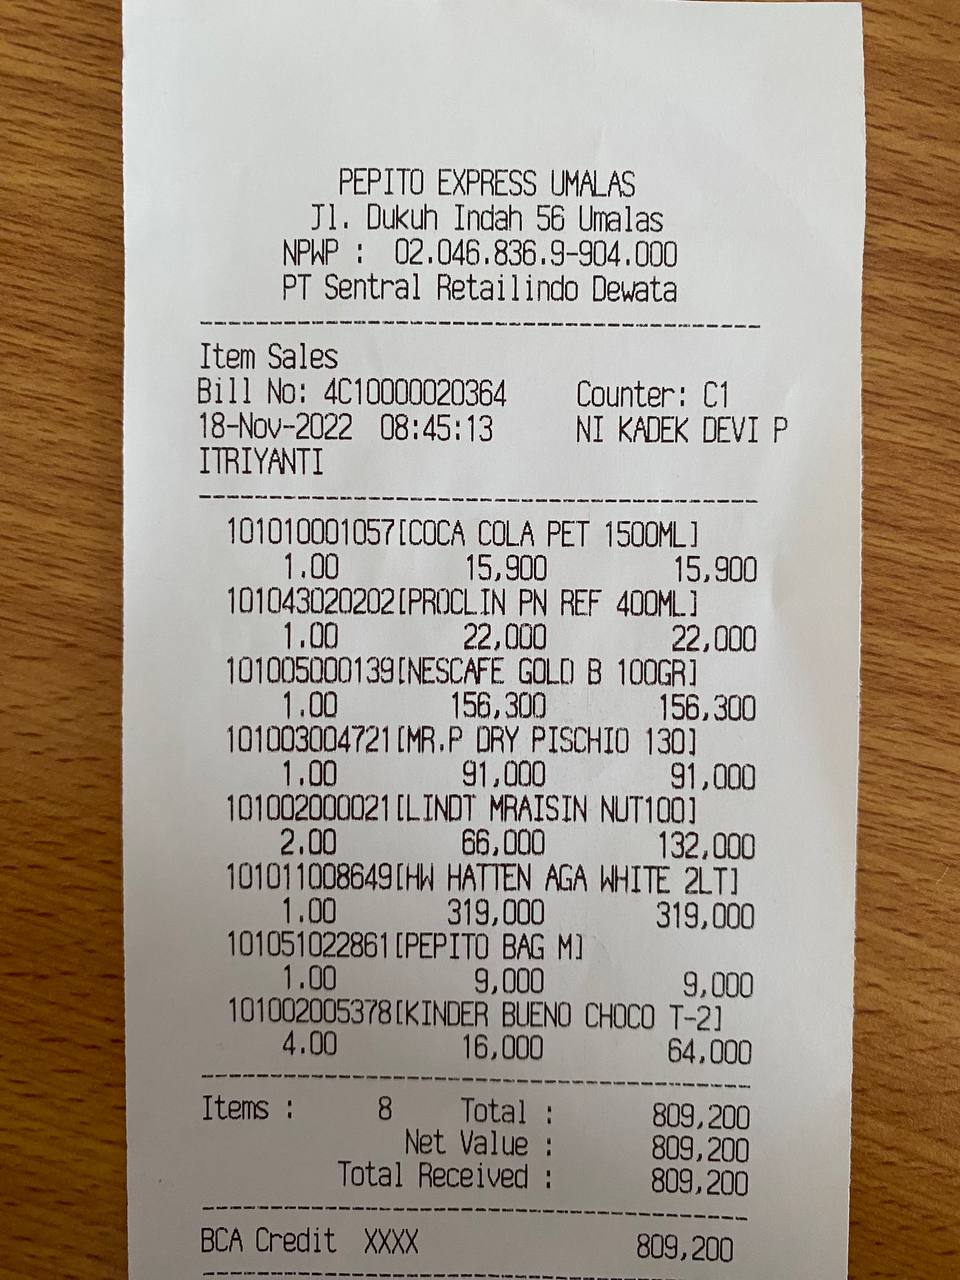 PEPITO EXPRESS UMALAS
Jl. Dukuh Indah 56 Umalas
NPWP : 02.046.836.9-904.000
PT Sentral Retailindo Dewata
Item Sales
Bill No: 4C10000020364 Counter: C1
18-Nov-2022 08:45:13 NI KADEK DEVI P
ITRIYANTI
101010001057[COCA COLA PET 1500ML]
1.00 15,900 15,900
101043020202[PROCLIN PN REF 400ML]
1.00 22,000 22,000
101005000139[NESCAFE GOLD B 100GR]
1.00 156,300 156,300
101003004721[MR.P DRY PISCHIO 130]
1.00 91,000 91,000
101002000021[LINDT MRAISIN NUT100]
2.00 66,000 132,000
101011008649[HW HATTEN AGA WHITE 2LT]
1.00 319,000 319,000
101051022861[PEPITO BAG M]
1.00 9,000 9,000
101002005378[KINDER BUENO CHOCO T-2]
4.00 16,000 64,000
Items : 8 Total : 809,200
Net Value : 809,200
Total Received : 809,200
BCA Credit XXXX 809,200